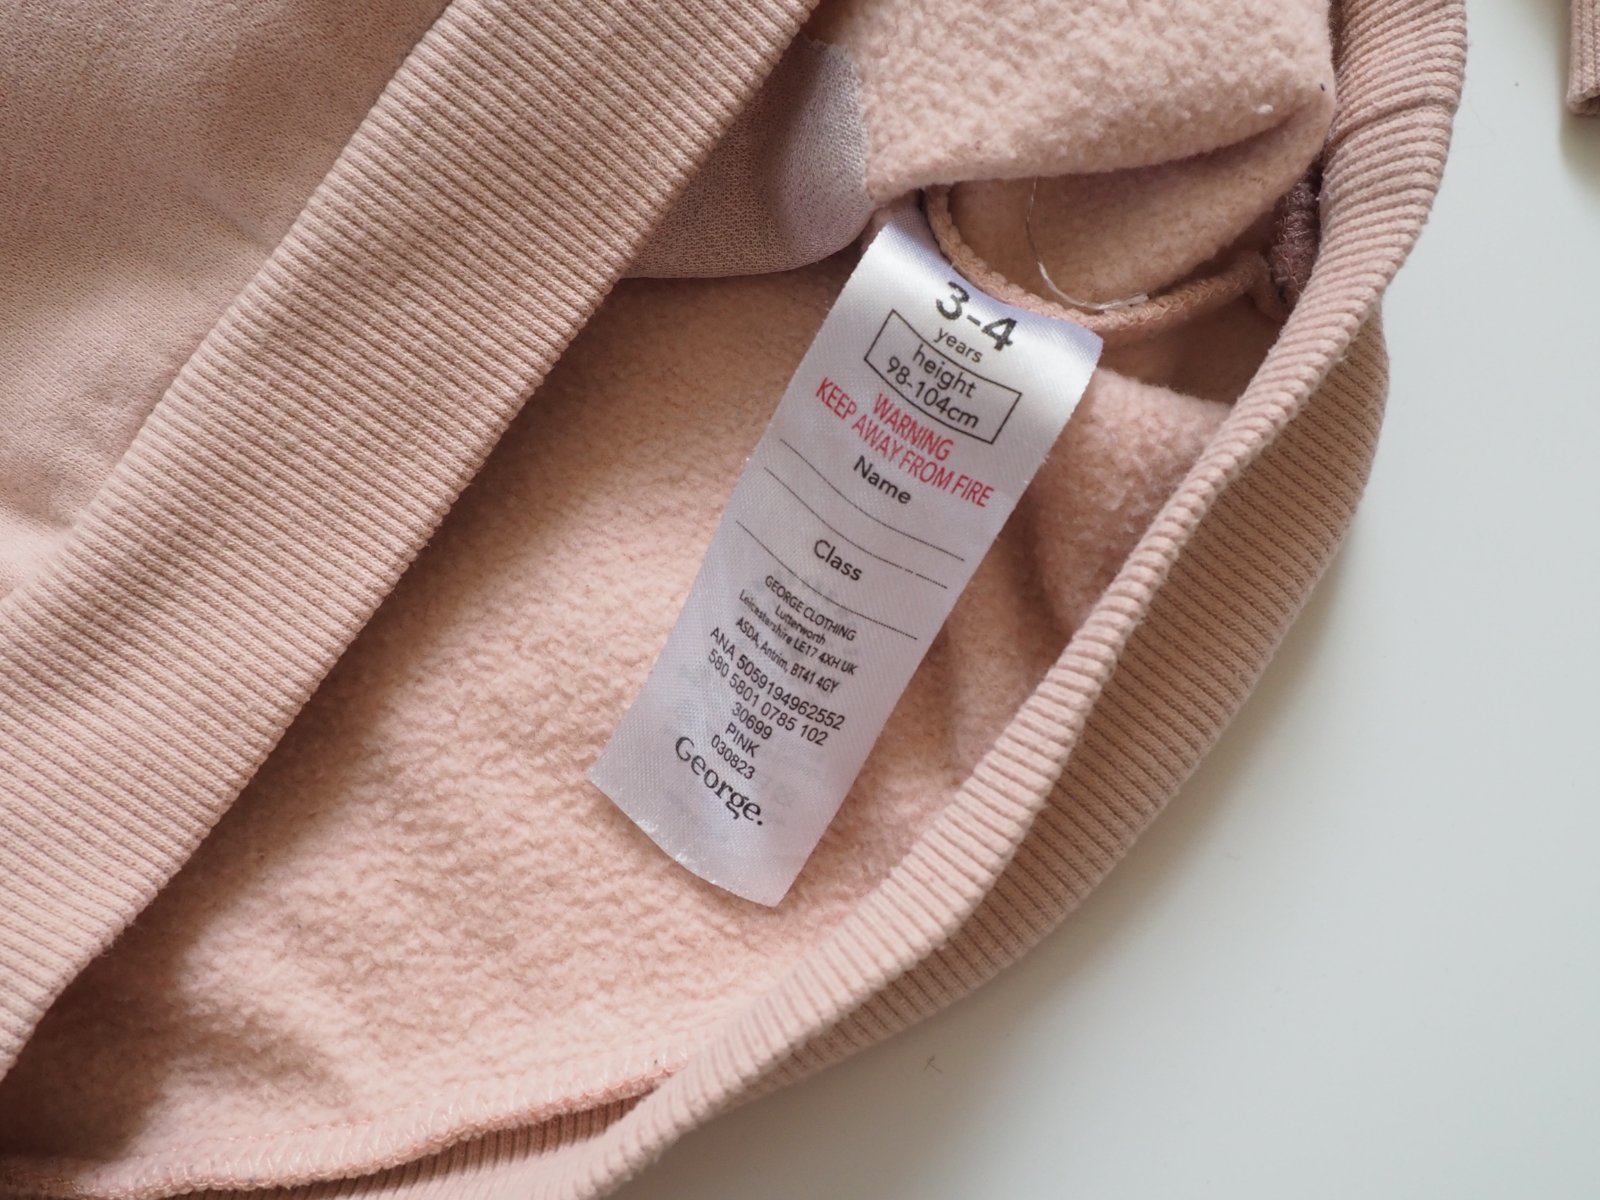 3-4
years
height
98-104cm
WARNING
KEEP AWAY FROM FIRE
Name
Class
GEORGE CLOTHING
Lutterworth
Leicestershire LE17 4XH UK
ASDA, Antrim, BT41 4GY
ANA 5059194962552
580 5801 0785 102
30699
PINK
030823
George.